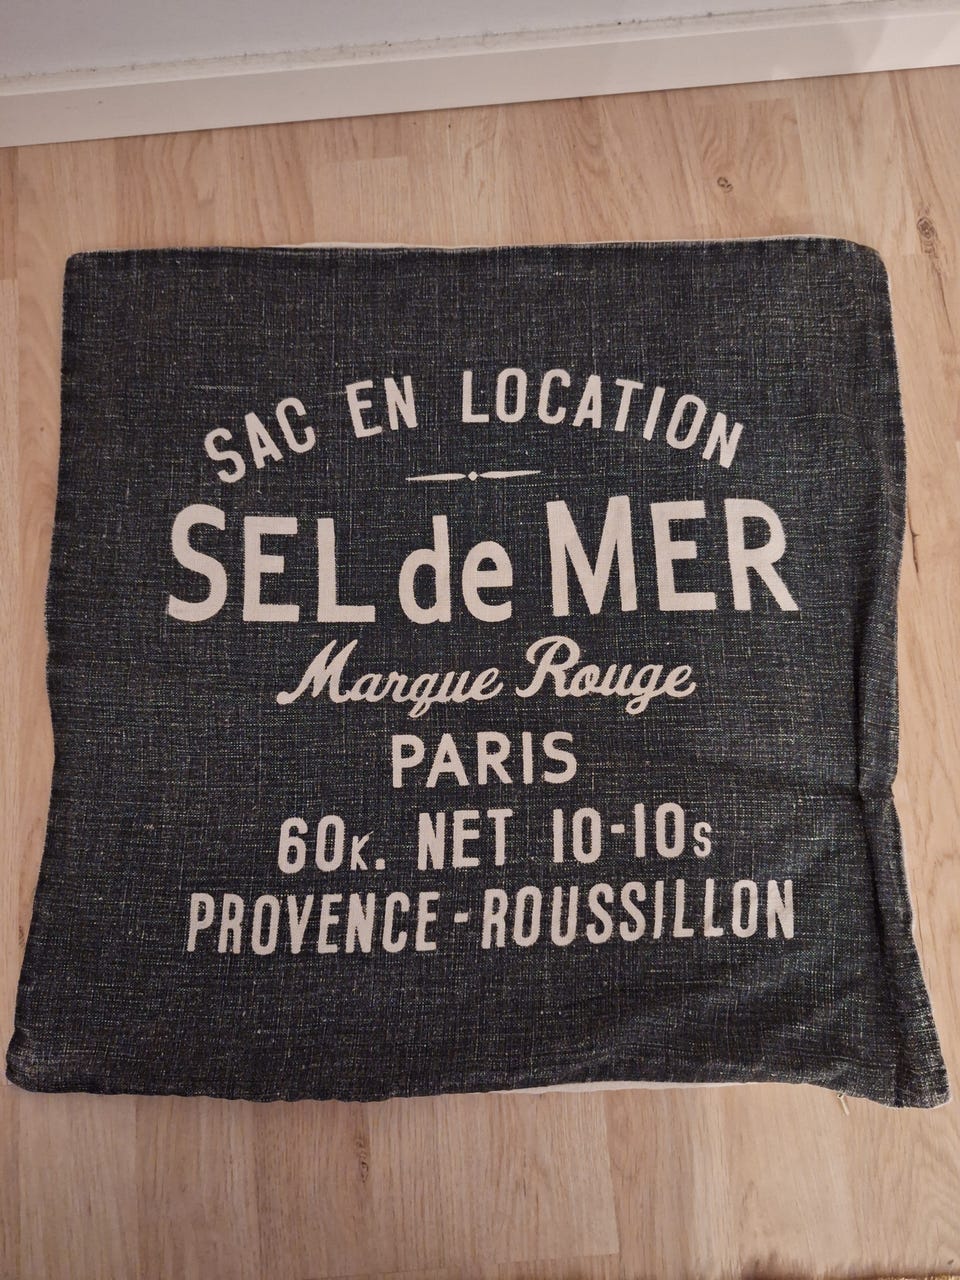 SAC EN LOCATION
SEL de MER
Marque Rouge
PARIS
60K. NET 10-10s
PROVENCE-ROUSSILLON